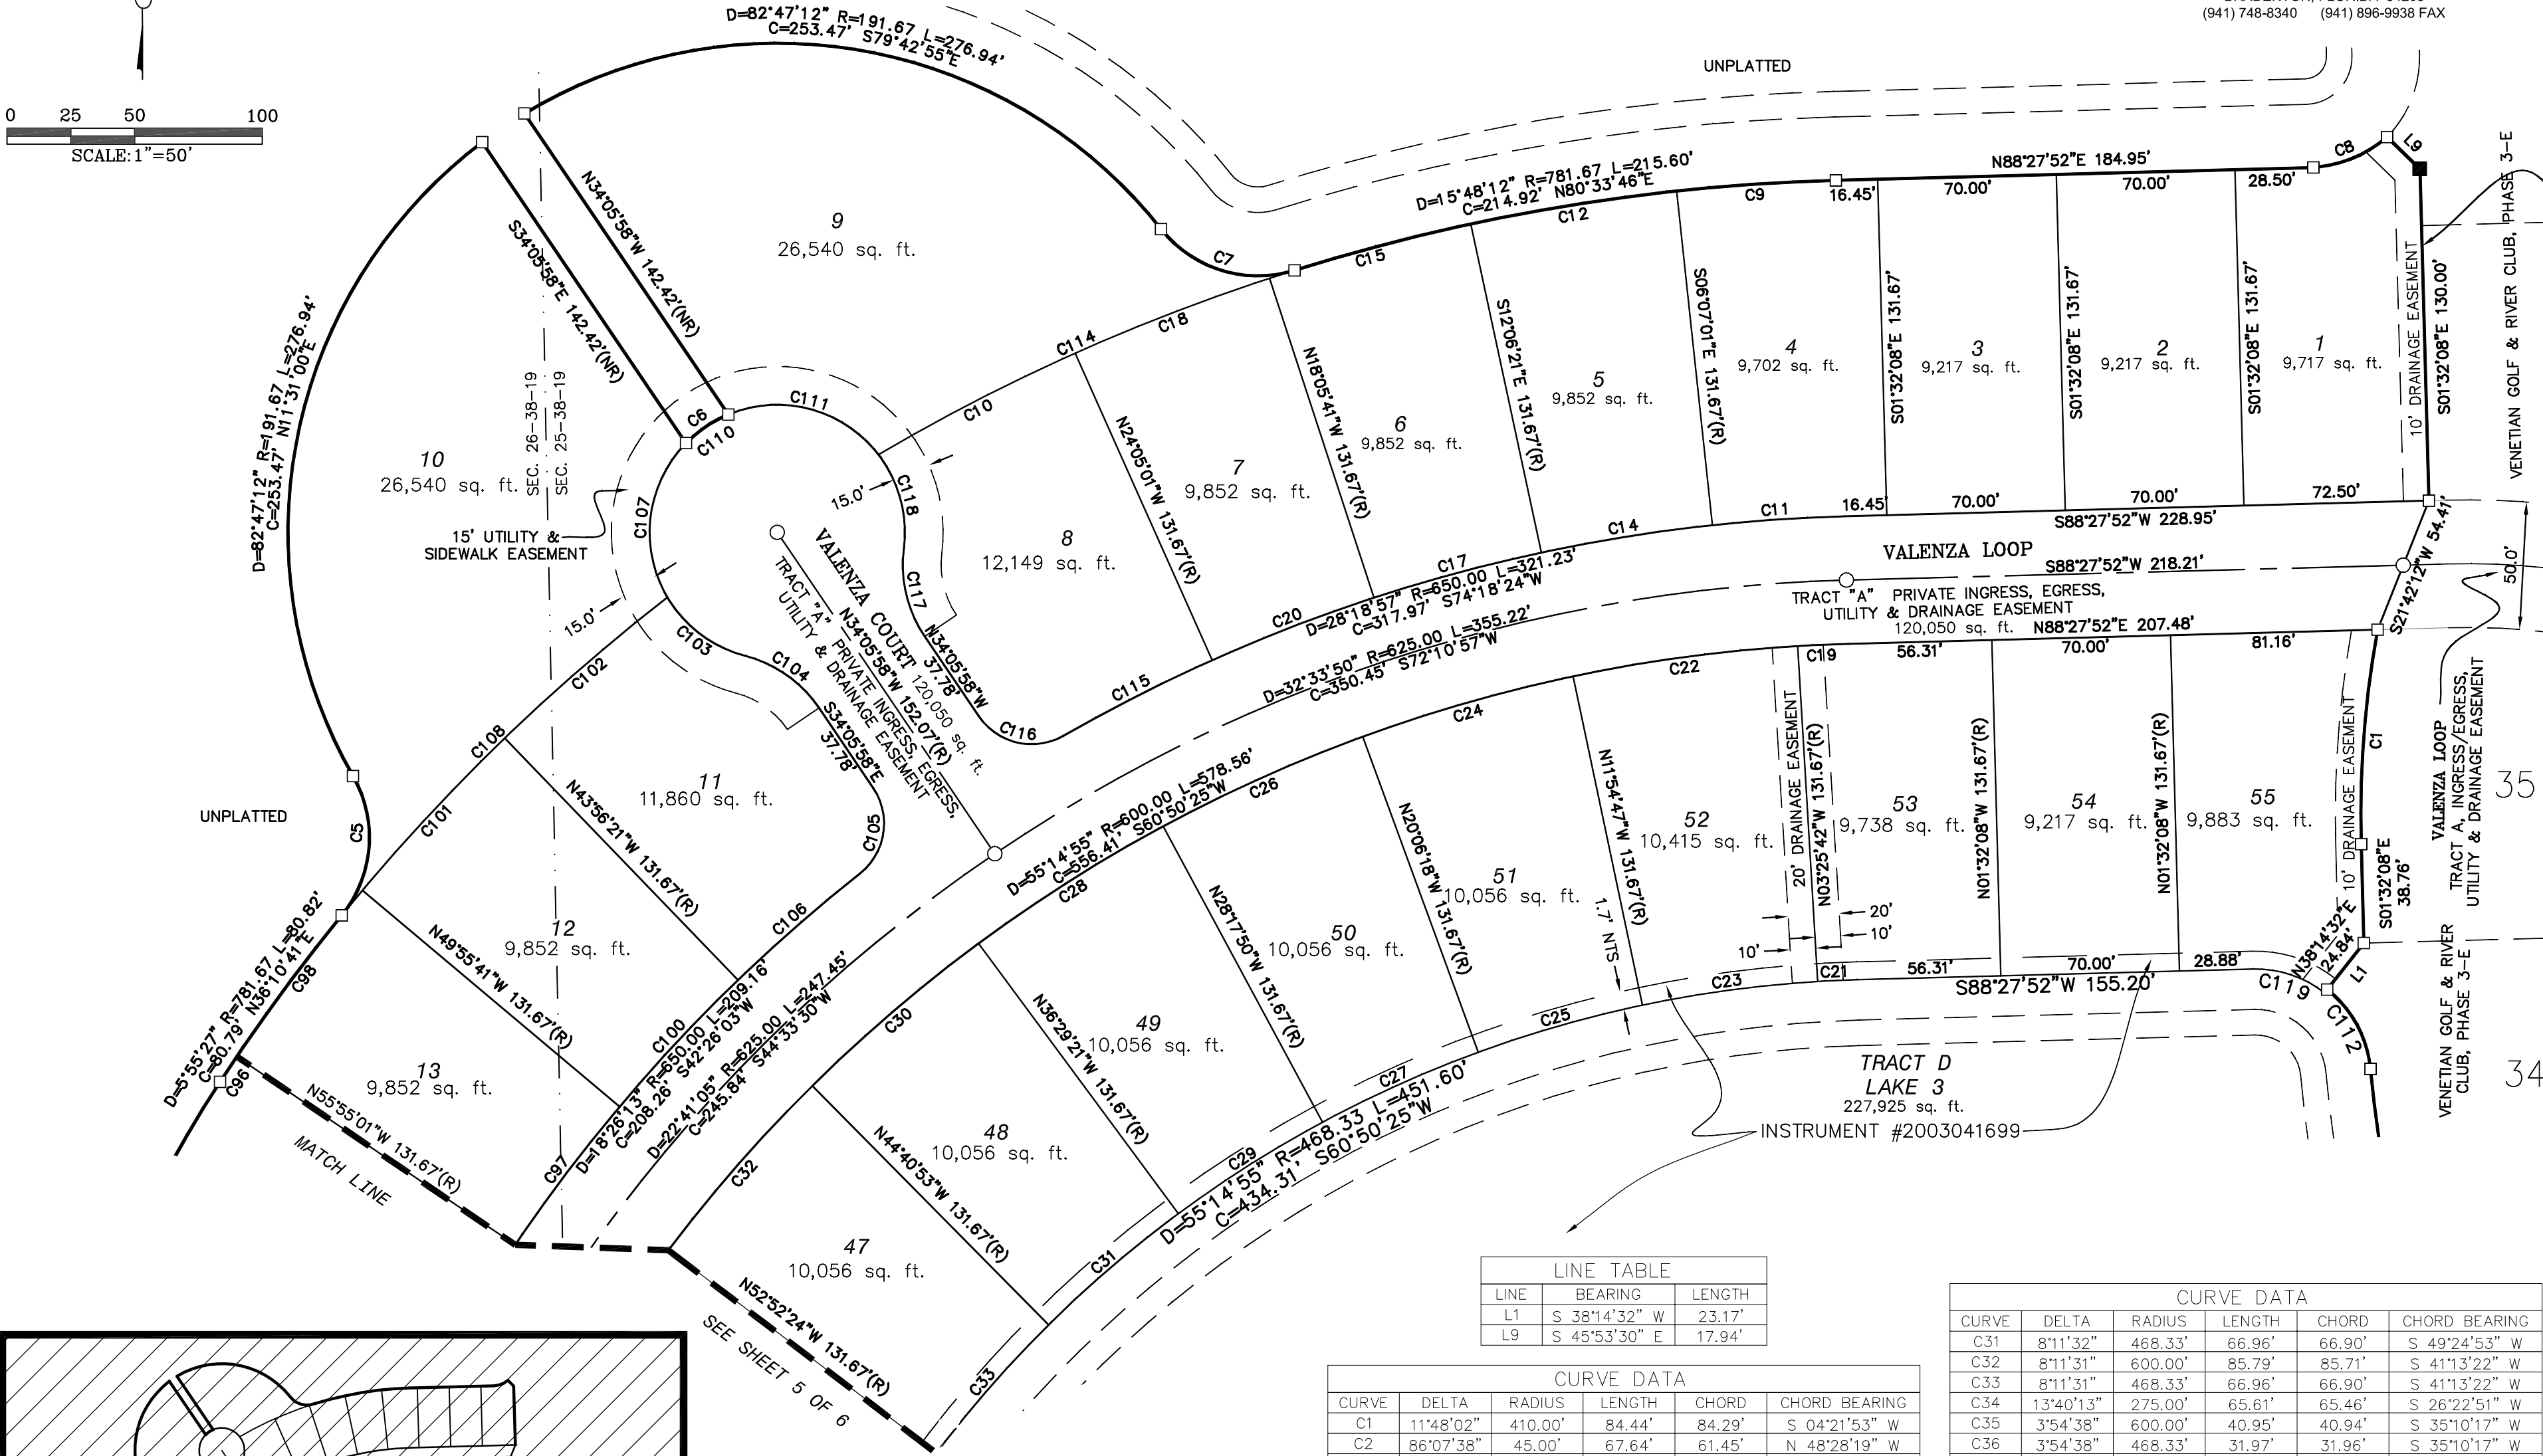 (941) 748-8340 (941) 896-9938 FAX
0 25 50 100
SCALE:1"=50'
D=82°47'12" R=191.67 L=276.94'
C=253.47' S79°42'55"E
UNPLATTED
N34°05'58"W 142.42'(NR)
S34°05'58"E 142.42'(NR)
9
26,540 sq. ft.
C7
D=15°48'12" R=781.67 L=215.60'
C=214.92' N80°33'46"E
C15
C12
C9
N88°27'52"E 184.95'
16.45'
70.00'
70.00'
28.50'
C8
L9
D=82°47'12" R=191.67 L=276.94'
C=253.47' N11°31'00"E
10
26,540 sq. ft.
SEC. 26-38-19
SEC. 25-38-19
15' UTILITY &
SIDEWALK EASEMENT
C6
C110
C111
C107
C118
C117
C103
C104
C102
15.0'
15.0'
C10
C114
C18
8
12,149 sq. ft.
N24°05'01"W 131.67'(R)
7
9,852 sq. ft.
N18°05'41"W 131.67'(R)
6
9,852 sq. ft.
S12°06'21"E 131.67'(R)
5
9,852 sq. ft.
S06°07'01"E 131.67'(R)
4
9,702 sq. ft.
S01°32'08"E 131.67'
3
9,217 sq. ft.
S01°32'08"E 131.67'
2
9,217 sq. ft.
S01°32'08"E 131.67'
1
9,717 sq. ft.
10' DRAINAGE EASEMENT
S01°32'08"E 130.00'
VENETIAN GOLF & RIVER CLUB, PHASE 3-E
C115
C20
C17
C14
C11
16.45'
70.00'
70.00'
72.50'
S88°27'52"W 228.95'
D=28°18'57" R=650.00 L=321.23'
C=317.97' S74°18'24"W
VALENZA LOOP
S88°27'52"W 218.21'
S21°42'12"W 54.41'
50.0'
D=32°33'50" R=625.00 L=355.22'
C=350.45' S72°10'57"W
TRACT "A" PRIVATE INGRESS, EGRESS,
UTILITY & DRAINAGE EASEMENT
120,050 sq. ft.
N88°27'52"E 207.48'
VALENZA COURT
120,050 sq. ft.
N34°05'58"W
37.78'
N34°05'58"W 152.07'(R)
TRACT "A" PRIVATE INGRESS, EGRESS,
UTILITY & DRAINAGE EASEMENT
S34°05'58"E
37.78'
C116
C105
C106
UNPLATTED
C5
C101
C108
11
11,860 sq. ft.
N43°56'21"W 131.67'(R)
12
9,852 sq. ft.
N49°55'41"W 131.67'(R)
D=5°55'27" R=781.67 L=80.82'
C=80.79' N36°10'41"E
C98
C96
13
9,852 sq. ft.
N55°55'01"W 131.67'(R)
MATCH LINE
C97
C100
D=18°26'13" R=650.00 L=209.16'
C=208.26' S42°26'03"W
D=22°41'05" R=625.00 L=247.45'
C=245.84' S44°33'30"W
D=55°14'55" R=600.00 L=578.56'
C=556.41' S60°50'25"W
C32
C30
C28
C26
C24
C22
C19
56.31'
70.00'
81.16'
47
10,056 sq. ft.
N52°52'24"W 131.67'(R)
SEE SHEET 5 OF 6
N44°40'53"W 131.67'(R)
48
10,056 sq. ft.
N36°29'21"W 131.67'(R)
49
10,056 sq. ft.
N28°17'50"W 131.67'(R)
50
10,056 sq. ft.
N20°06'18"W 131.67'(R)
51
10,056 sq. ft.
1.7' NTS
N11°54'47"W 131.67'(R)
52
10,415 sq. ft.
20' DRAINAGE EASEMENT
N03°25'42"W 131.67'(R)
53
9,738 sq. ft.
N01°32'08"W 131.67'(R)
54
9,217 sq. ft.
N01°32'08"W 131.67'(R)
55
9,883 sq. ft.
10' DRAINAGE EASEMENT
C1
S01°32'08"E
38.76'
VALENZA LOOP
TRACT A, INGRESS/EGRESS,
UTILITY & DRAINAGE EASEMENT
35
20'
10'
10'
C33
C31
C29
C27
C25
C23
C21
56.31'
70.00'
28.88'
S88°27'52"W 155.20'
D=55°14'55" R=468.33 L=451.60'
C=434.31' S60°50'25"W
N38°14'32"E
24.84'
L1
C119
C112
VENETIAN GOLF & RIVER
CLUB, PHASE 3-E
34
TRACT D
LAKE 3
227,925 sq. ft.
INSTRUMENT #2003041699
LINE TABLE
LINE BEARING LENGTH
L1 S 38°14'32" W 23.17'
L9 S 45°53'30" E 17.94'
CURVE DATA
CURVE DELTA RADIUS LENGTH CHORD CHORD BEARING
C1 11°48'02" 410.00' 84.44' 84.29' S 04°21'53" W
C2 86°07'38" 45.00' 67.64' 61.45' N 48°28'19" W
CURVE DATA
CURVE DELTA RADIUS LENGTH CHORD CHORD BEARING
C31 8°11'32" 468.33' 66.96' 66.90' S 49°24'53" W
C32 8°11'31" 600.00' 85.79' 85.71' S 41°13'22" W
C33 8°11'31" 468.33' 66.96' 66.90' S 41°13'22" W
C34 13°40'13" 275.00' 65.61' 65.46' S 26°22'51" W
C35 3°54'38" 600.00' 40.95' 40.94' S 35°10'17" W
C36 3°54'38" 468.33' 31.97' 31.96' S 35°10'17" W